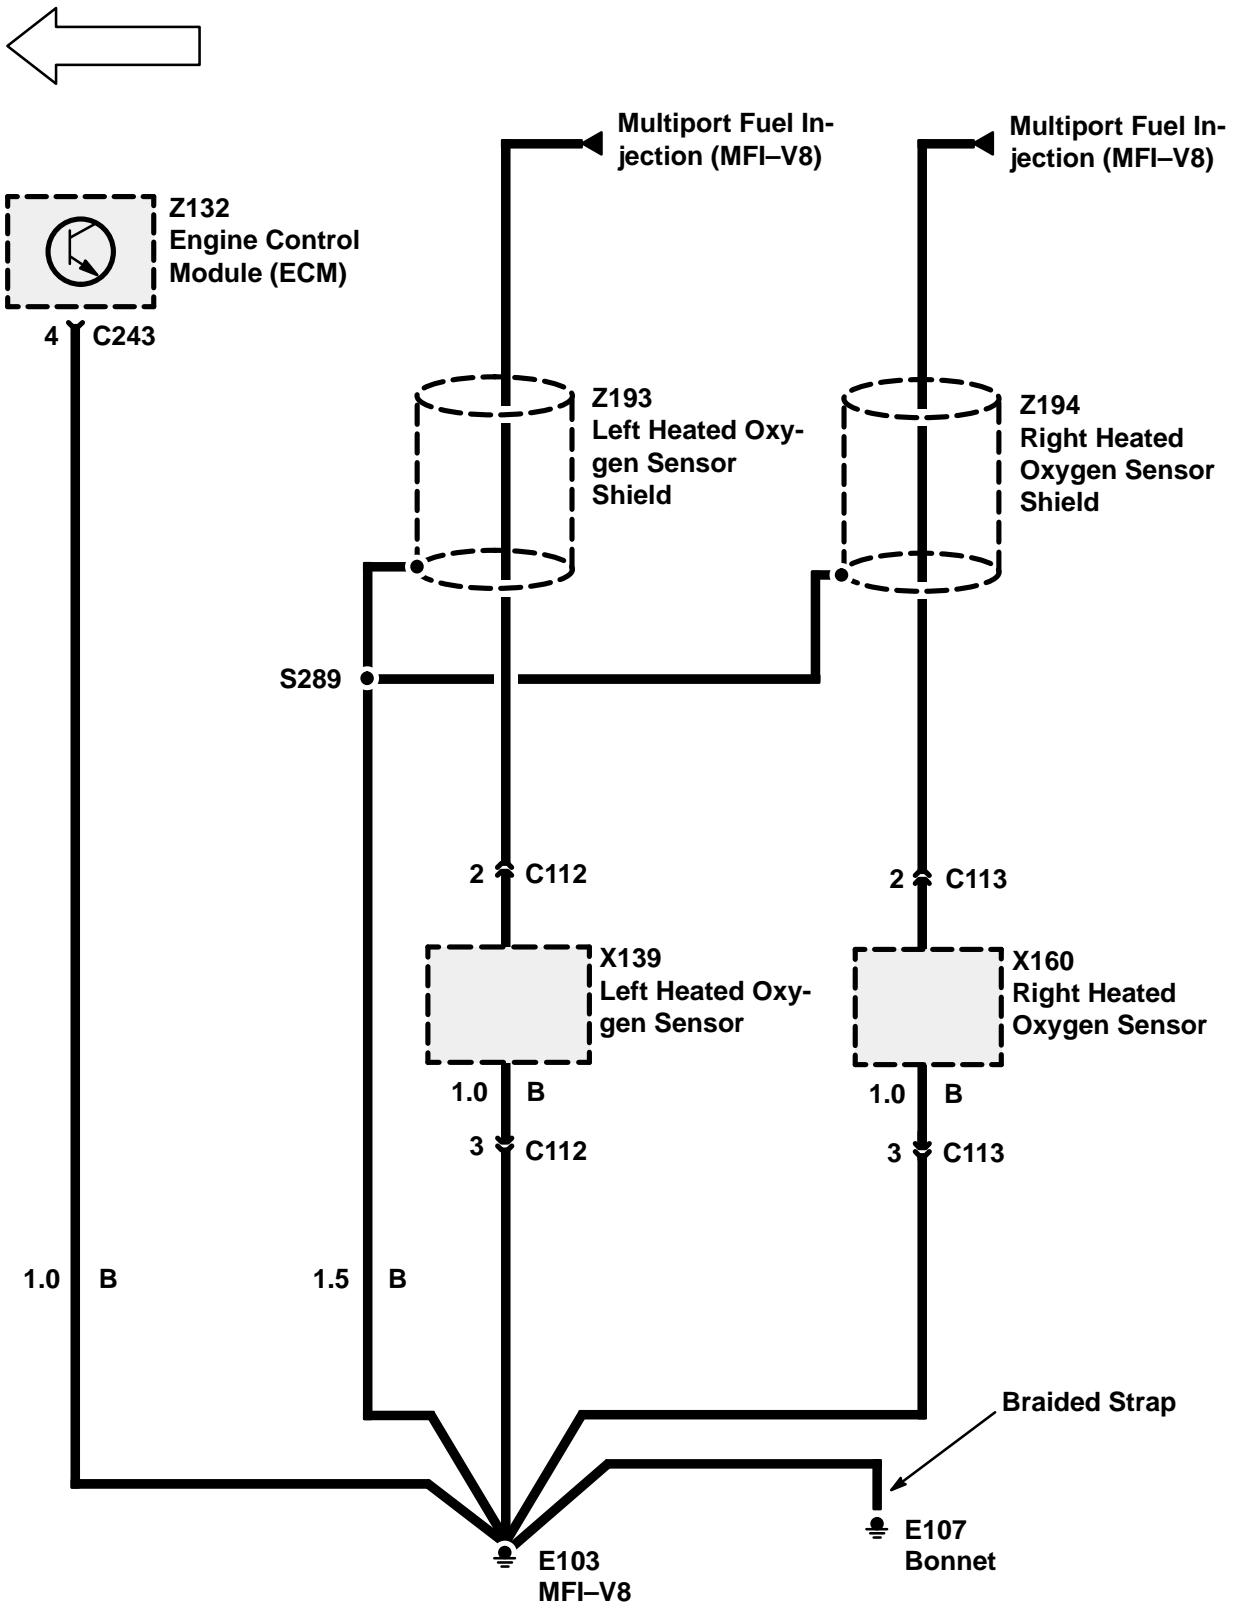 Multiport Fuel In-
jection (MFI–V8)
Multiport Fuel In-
jection (MFI–V8)
Z132
Engine Control
Module (ECM)
4 C243
Z193
Left Heated Oxy-
gen Sensor
Shield
Z194
Right Heated
Oxygen Sensor
Shield
S289
2 C112
2 C113
X139
Left Heated Oxy-
gen Sensor
X160
Right Heated
Oxygen Sensor
1.0 B
1.0 B
3 C112
3 C113
1.0 B
1.5 B
Braided Strap
E107
Bonnet
E103
MFI–V8